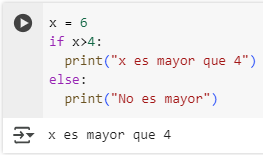 x = 6
if x>4:
  print("x es mayor que 4")
else:
  print("No es mayor")
x es mayor que 4